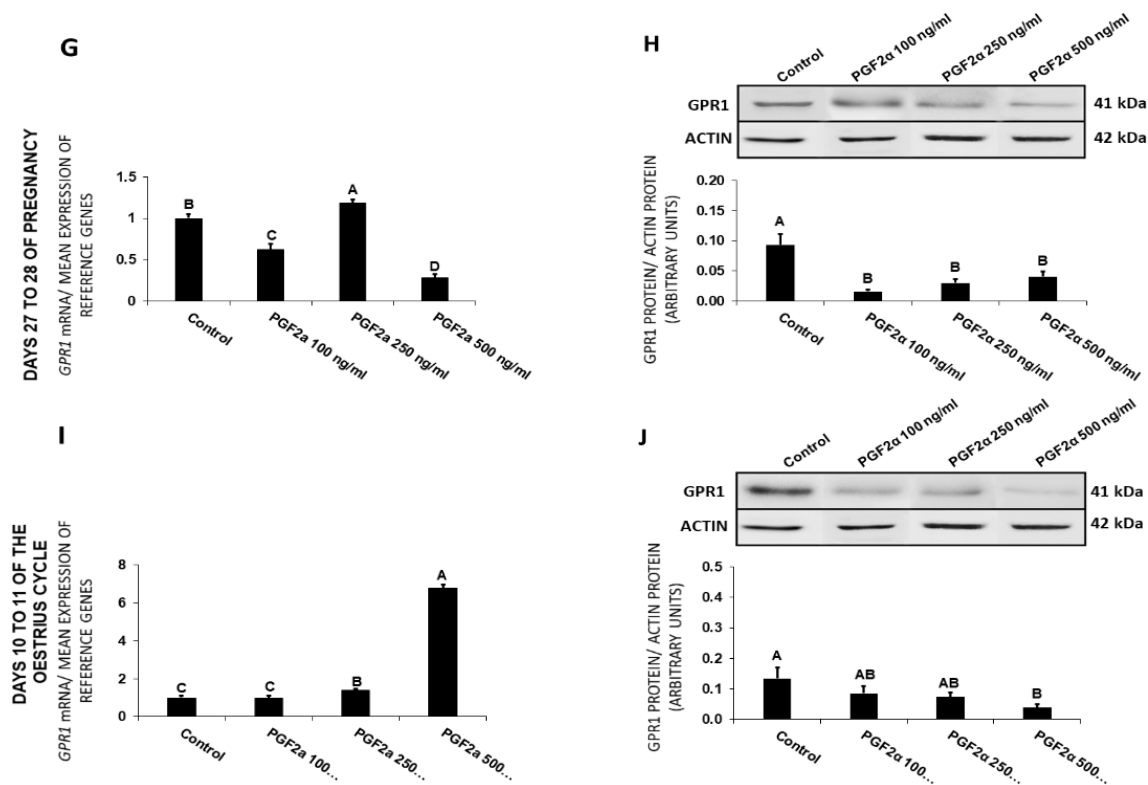 G
DAYS 27 TO 28 OF PREGNANCY
GPR1 mRNA/ MEAN EXPRESSION OF
REFERENCE GENES
1.5
1
0.5
0
B
C
A
D
Control
PGF2a 100 ng/ml
PGF2a 250 ng/ml
PGF2a 500 ng/ml
H
Control
PGF2α 100 ng/ml
PGF2α 250 ng/ml
PGF2α 500 ng/ml
GPR1
41 kDa
ACTIN
42 kDa
GPR1 PROTEIN/ ACTIN PROTEIN
(ARBITRARY UNITS)
0.20
0.15
0.10
0.05
0.00
A
B
B
B
Control
PGF2α 100 ng/ml
PGF2α 250 ng/ml
PGF2α 500 ng/ml
I
DAYS 10 TO 11 OF THE
OESTRIUS CYCLE
GPR1 mRNA/ MEAN EXPRESSION OF
REFERENCE GENES
8
6
4
2
0
C
C
B
A
Control
PGF2a 100...
PGF2a 250...
PGF2a 500...
J
Control
PGF2α 100 ng/ml
PGF2α 250 ng/ml
PGF2α 500 ng/ml
GPR1
41 kDa
ACTIN
42 kDa
GPR1 PROTEIN/ ACTIN PROTEIN
(ARBITRARY UNITS)
0.5
0.4
0.3
0.2
0.1
0.0
A
AB
AB
B
Control
PGF2α 100...
PGF2α 250...
PGF2α 500...